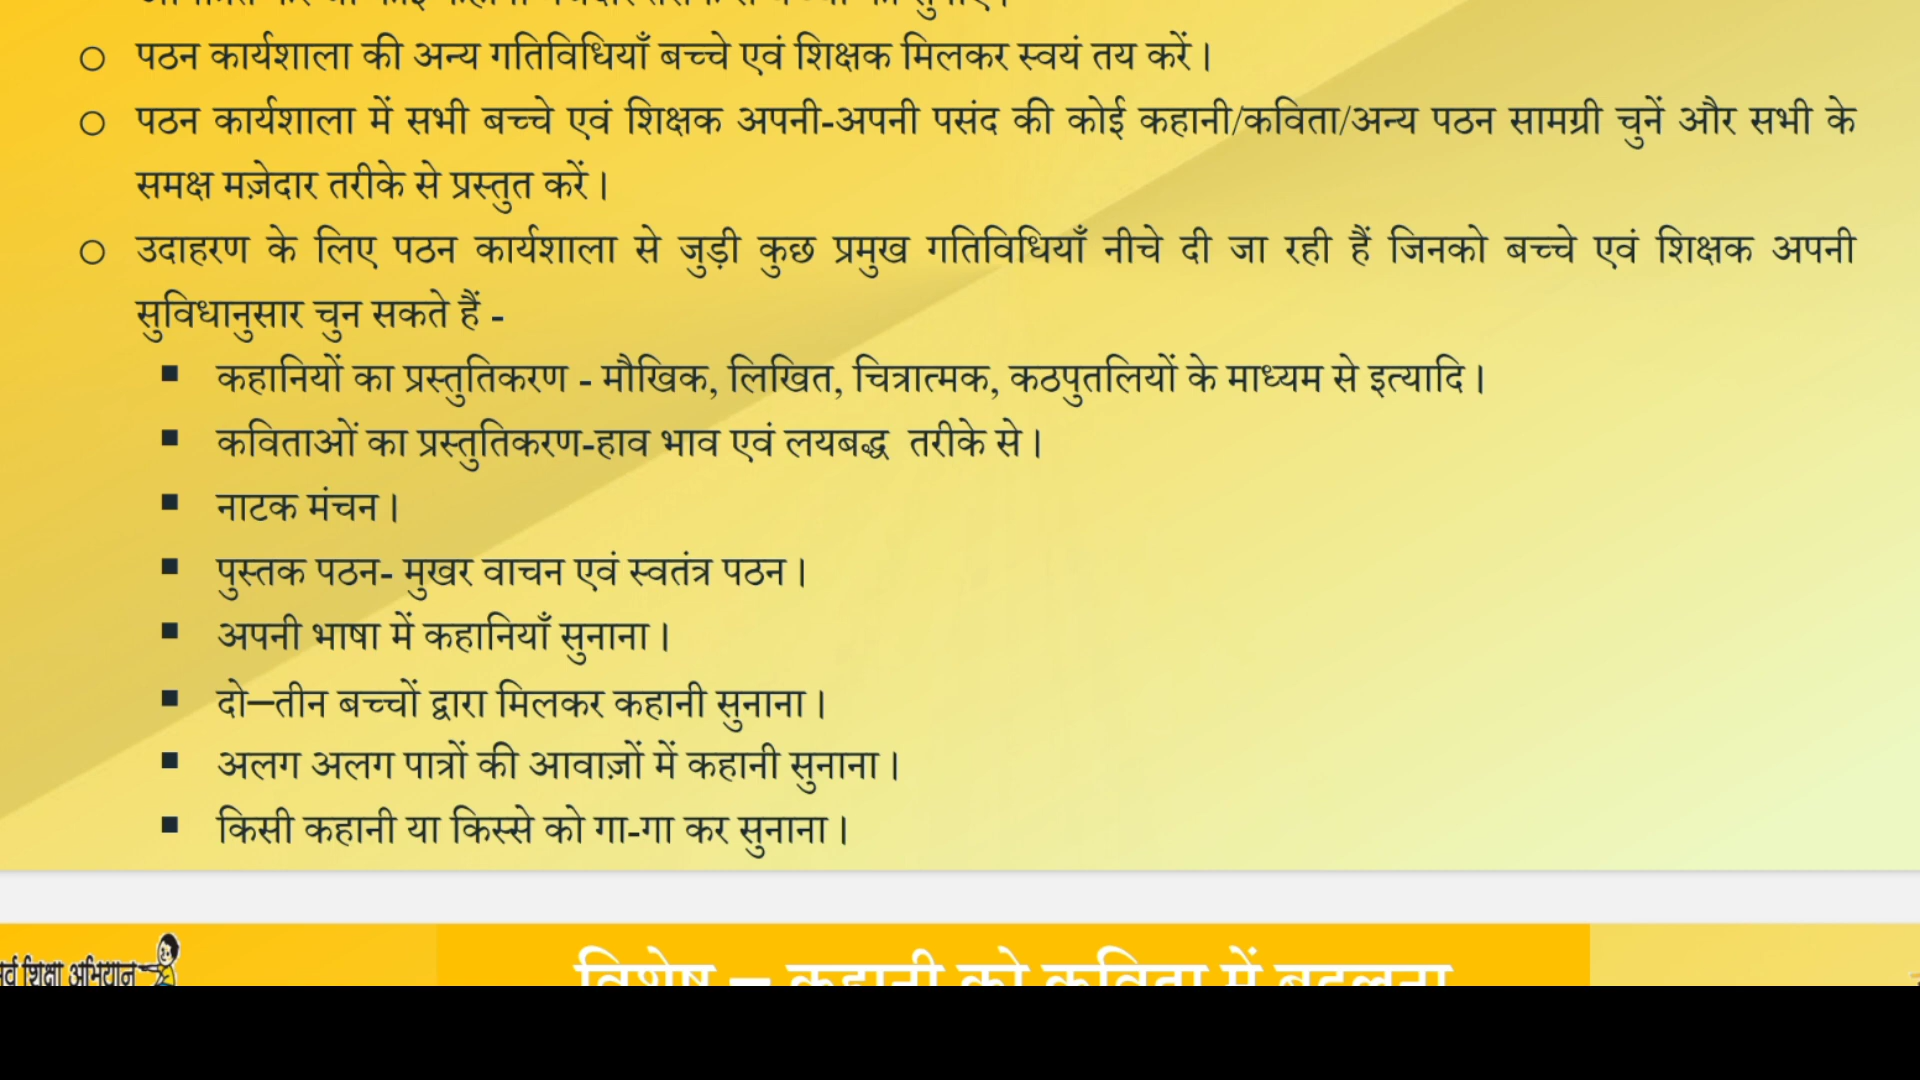 ○ पठन कार्यशाला की अन्य गतिविधियाँ बच्चे एवं शिक्षक मिलकर स्वयं तय करें।
○ पठन कार्यशाला में सभी बच्चे एवं शिक्षक अपनी-अपनी पसंद की कोई कहानी/कविता/अन्य पठन सामग्री चुनें और सभी के
समक्ष मज़ेदार तरीके से प्रस्तुत करें।
○ उदाहरण के लिए पठन कार्यशाला से जुड़ी कुछ प्रमुख गतिविधियाँ नीचे दी जा रही हैं जिनको बच्चे एवं शिक्षक अपनी
सुविधानुसार चुन सकते हैं -
▪ कहानियों का प्रस्तुतिकरण - मौखिक, लिखित, चित्रात्मक, कठपुतलियों के माध्यम से इत्यादि।
▪ कविताओं का प्रस्तुतिकरण-हाव भाव एवं लयबद्ध तरीके से।
▪ नाटक मंचन।
▪ पुस्तक पठन- मुखर वाचन एवं स्वतंत्र पठन।
▪ अपनी भाषा में कहानियाँ सुनाना।
▪ दो–तीन बच्चों द्वारा मिलकर कहानी सुनाना।
▪ अलग अलग पात्रों की आवाज़ों में कहानी सुनाना।
▪ किसी कहानी या किस्से को गा-गा कर सुनाना।
शिक्षा अभियान
विशेष – कहानी को कविता में बदलना